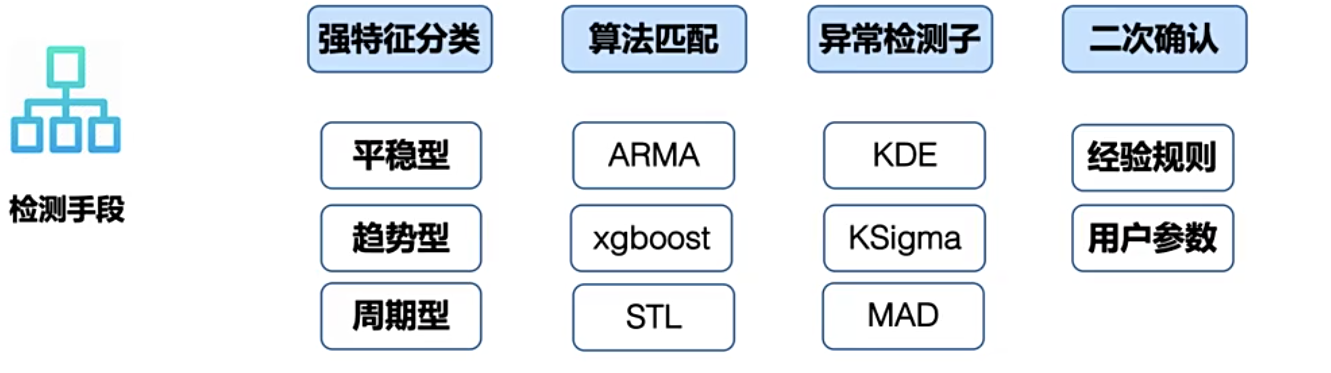 强特征分类
算法匹配
异常检测子
二次确认
平稳型
ARMA
KDE
经验规则
检测手段
趋势型
xgboost
KSigma
用户参数
周期型
STL
MAD